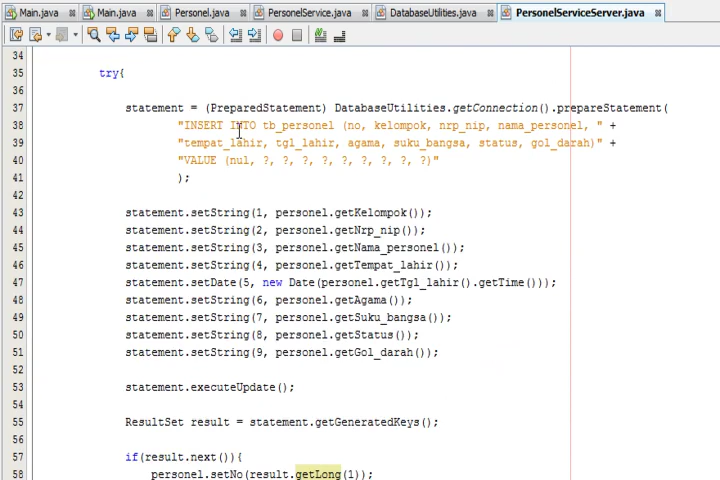 Main.java Main.java Personel.java PersonelService.java DatabaseUtilities.java PersonelServiceServer.java
34
35 try{
36
37 statement = (PreparedStatement) DatabaseUtilities.getConnection().prepareStatement(
38 "INSERT INTO tb_personel (no, kelompok, nrp_nip, nama_personel, " +
39 "tempat_lahir, tgl_lahir, agama, suku_bangsa, status, gol_darah)" +
40 "VALUE (nul, ?, ?, ?, ?, ?, ?, ?, ?, ?)"
41 );
42
43 statement.setString(1, personel.getKelompok());
44 statement.setString(2, personel.getNrp_nip());
45 statement.setString(3, personel.getNama_personel());
46 statement.setString(4, personel.getTempat_lahir());
47 statement.setDate(5, new Date(personel.getTgl_lahir().getTime()));
48 statement.setString(6, personel.getAgama());
49 statement.setString(7, personel.getSuku_bangsa());
50 statement.setString(8, personel.getStatus());
51 statement.setString(9, personel.getGol_darah());
52
53 statement.executeUpdate();
54
55 ResultSet result = statement.getGeneratedKeys();
56
57 if(result.next()){
58 personel.setNo(result.getLong(1));